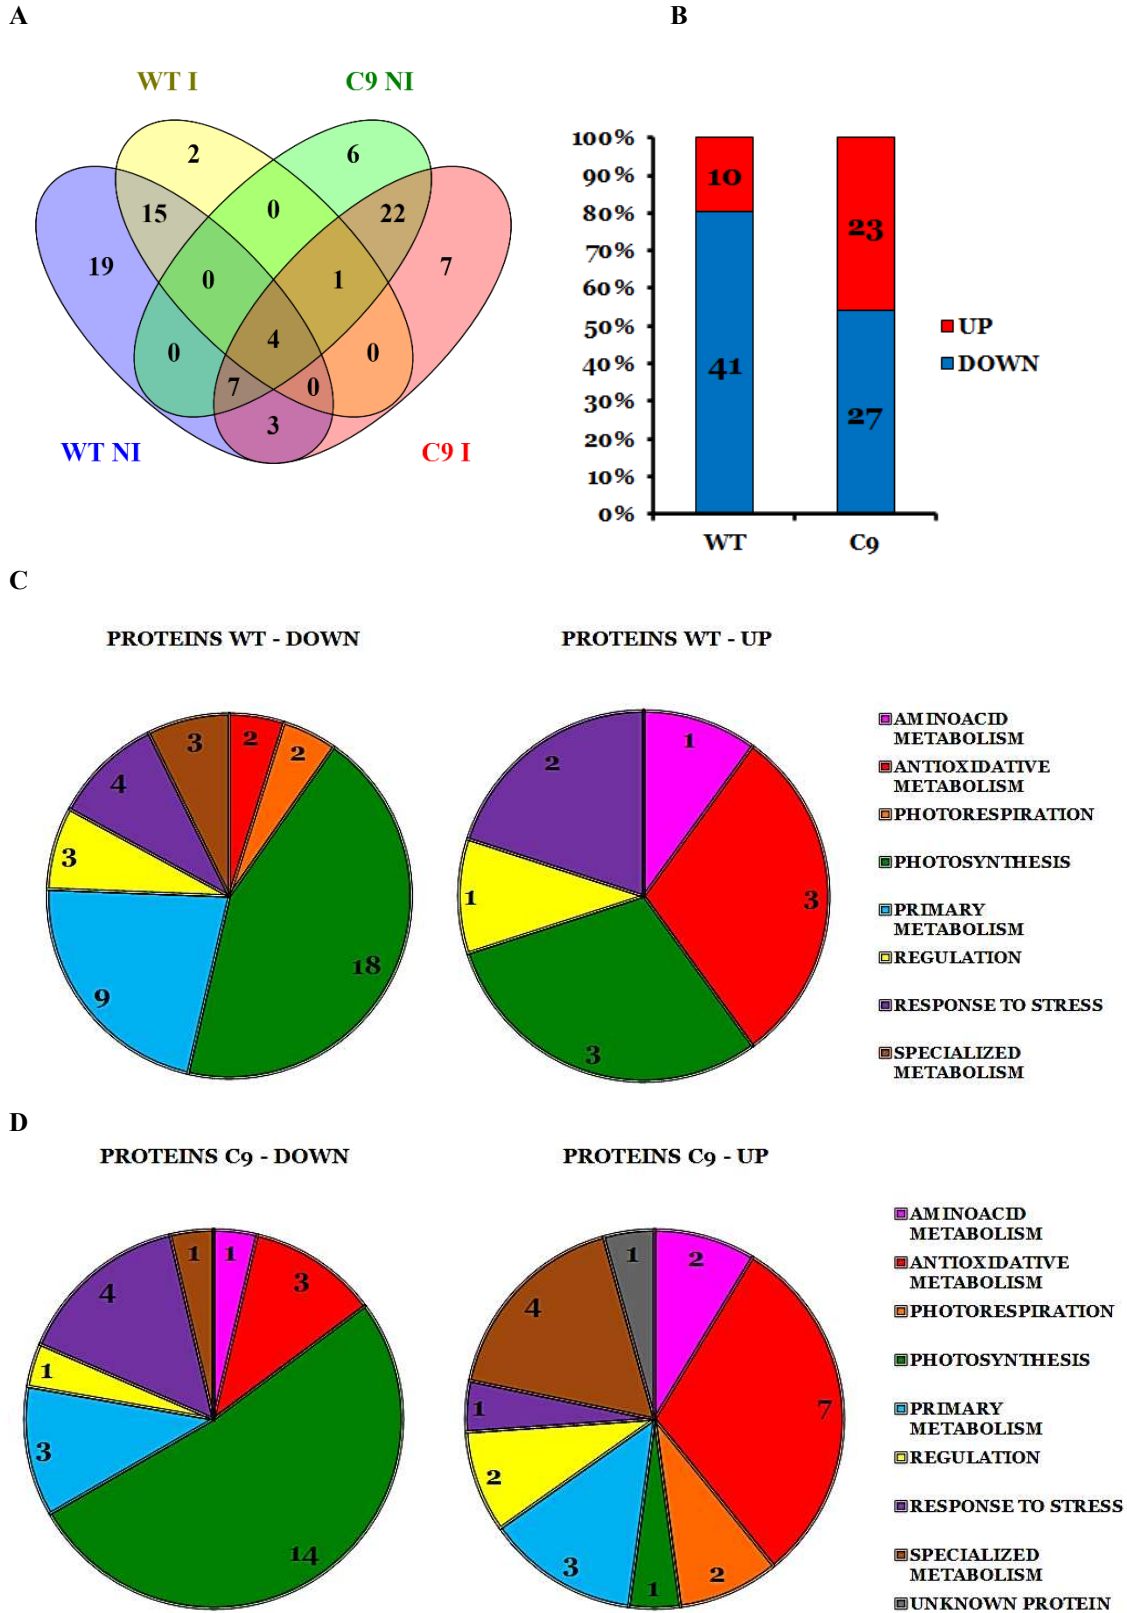 A
B
WT I
C9 NI
2
6
15
0
22
19
0
1
7
4
0
0
7
0
3
WT NI
C9 I
100%
90%
80%
70%
60%
50%
40%
30%
20%
10%
0%
10
41
23
27
WT
C9
UP
DOWN
C
PROTEINS WT - DOWN
PROTEINS WT - UP
3
2
2
4
3
9
18
2
1
1
3
3
AMINOACID
METABOLISM
ANTIOXIDATIVE
METABOLISM
PHOTORESPIRATION
PHOTOSYNTHESIS
PRIMARY
METABOLISM
REGULATION
RESPONSE TO STRESS
SPECIALIZED
METABOLISM
D
PROTEINS C9 - DOWN
PROTEINS C9 - UP
1
1
3
4
1
3
14
1
2
4
7
1
2
3
1
2
AMINOACID
METABOLISM
ANTIOXIDATIVE
METABOLISM
PHOTORESPIRATION
PHOTOSYNTHESIS
PRIMARY
METABOLISM
REGULATION
RESPONSE TO STRESS
SPECIALIZED
METABOLISM
UNKNOWN PROTEIN